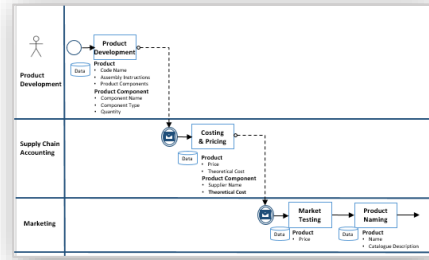 Product
Development
Data
Product
• Code Name
• Assembly Instructions
• Product Components
Product Component
• Component Name
• Component Type
• Quantity
Product
Development
Costing
& Pricing
Supply Chain
Accounting
Data
Product
• Price
• Theoretical Cost
Product Component
• Supplier Name
• Theoretical Cost
Marketing
Market
Testing
Product
Naming
Data
Product
• Price
Data
Product
• Name
• Catalogue Description